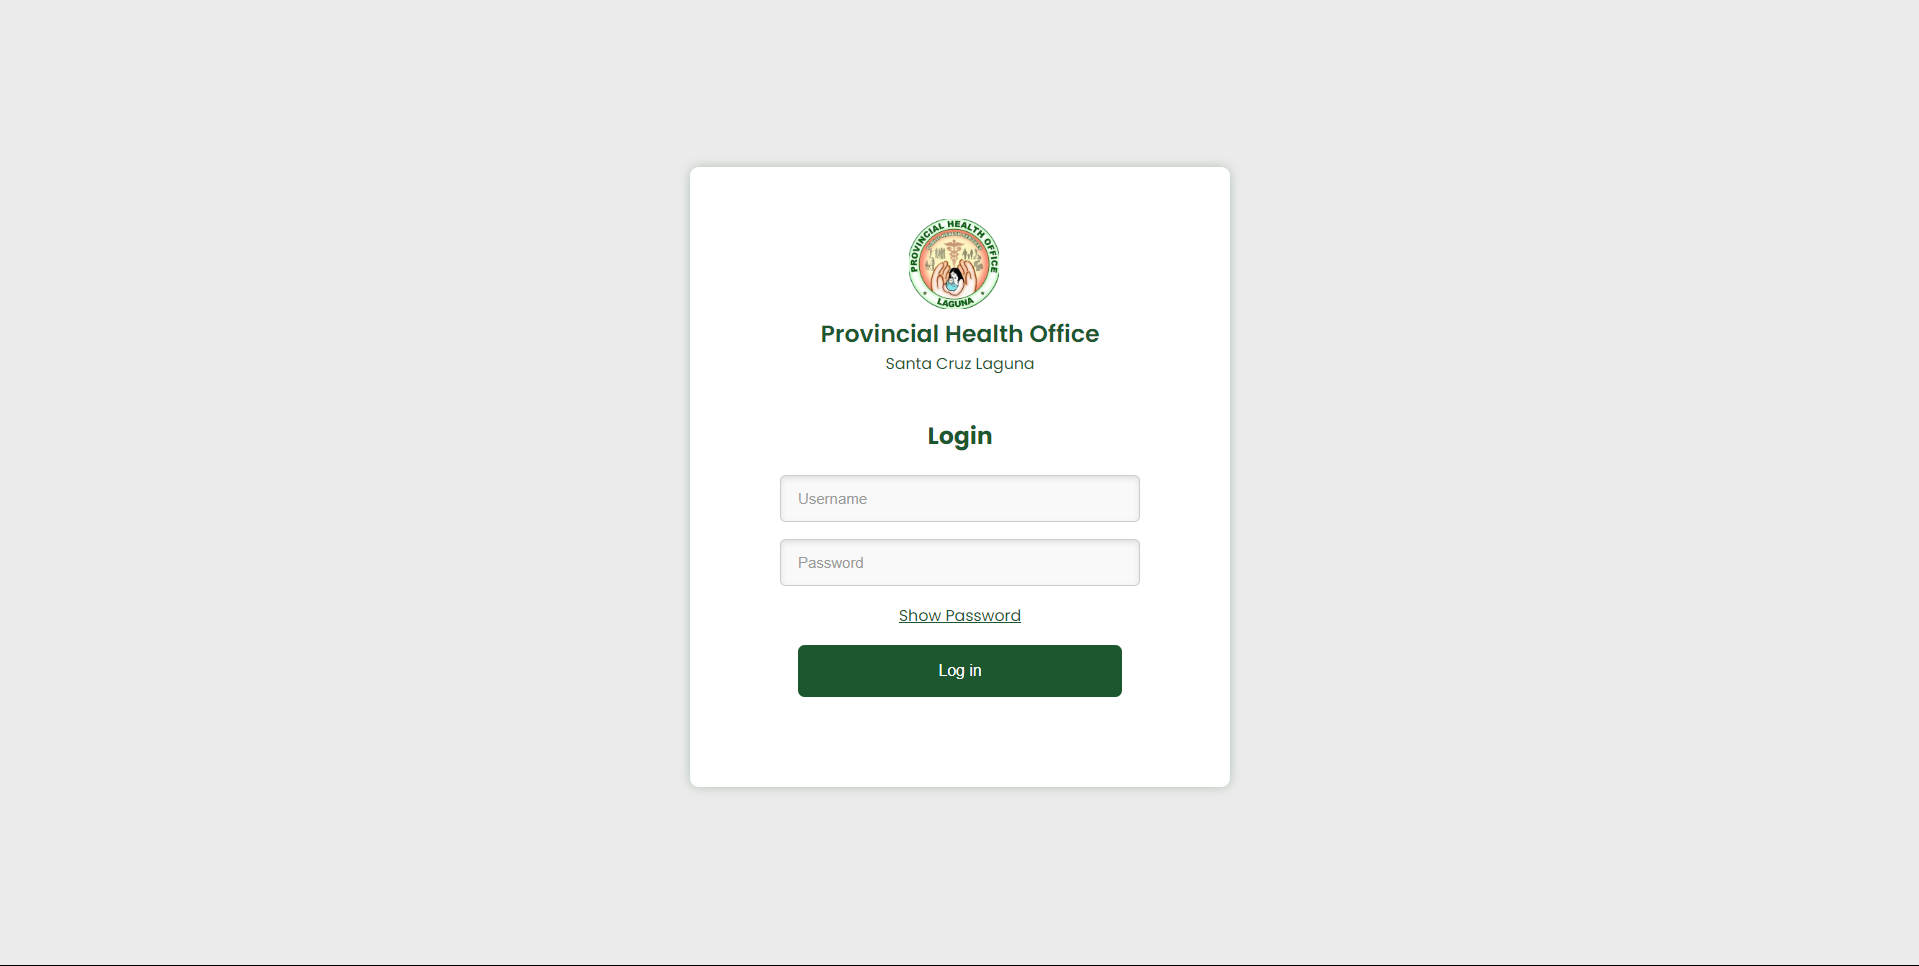 PROVINCIAL HEALTH OFFICE
LAGUNA
Provincial Health Office
Santa Cruz Laguna
Login
Username
Password
Show Password
Log in